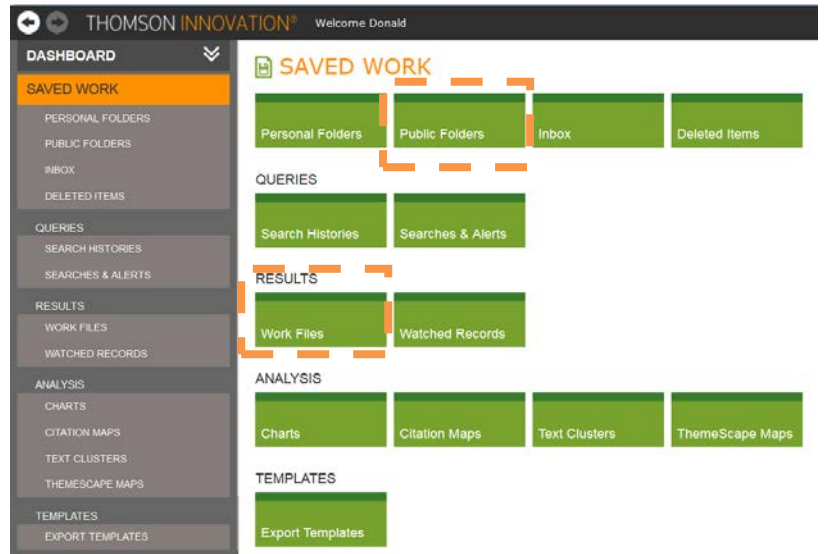 THOMSON INNOVATION® Welcome Donald
DASHBOARD
SAVED WORK
PERSONAL FOLDERS
PUBLIC FOLDERS
INBOX
DELETED ITEMS
QUERIES
SEARCH HISTORIES
SEARCHES & ALERTS
RESULTS
WORK FILES
WATCHED RECORDS
ANALYSIS
CHARTS
CITATION MAPS
TEXT CLUSTERS
THEMESCAPE MAPS
TEMPLATES
EXPORT TEMPLATES
SAVED WORK
Personal Folders Public Folders Inbox Deleted Items
QUERIES
Search Histories Searches & Alerts
RESULTS
Work Files Watched Records
ANALYSIS
Charts Citation Maps Text Clusters ThemeScape Maps
TEMPLATES
Export Templates